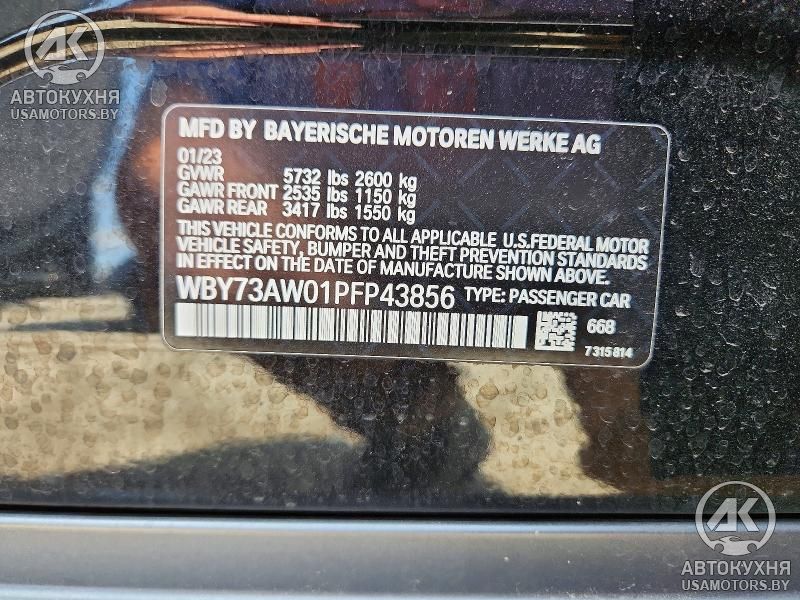 АВТОКУХНЯ
USAMOTORS.BY
MFD BY BAYERISCHE MOTOREN WERKE AG
01/23
GVWR 5732 lbs 2600 kg
GAWR FRONT 2535 lbs 1150 kg
GAWR REAR 3417 lbs 1550 kg
THIS VEHICLE CONFORMS TO ALL APPLICABLE U.S.FEDERAL MOTOR
VEHICLE SAFETY, BUMPER AND THEFT PREVENTION STANDARDS
IN EFFECT ON THE DATE OF MANUFACTURE SHOWN ABOVE.
WBY73AW01PFP43856 TYPE: PASSENGER CAR
668
7315814
АВТОКУХНЯ
USAMOTORS.BY